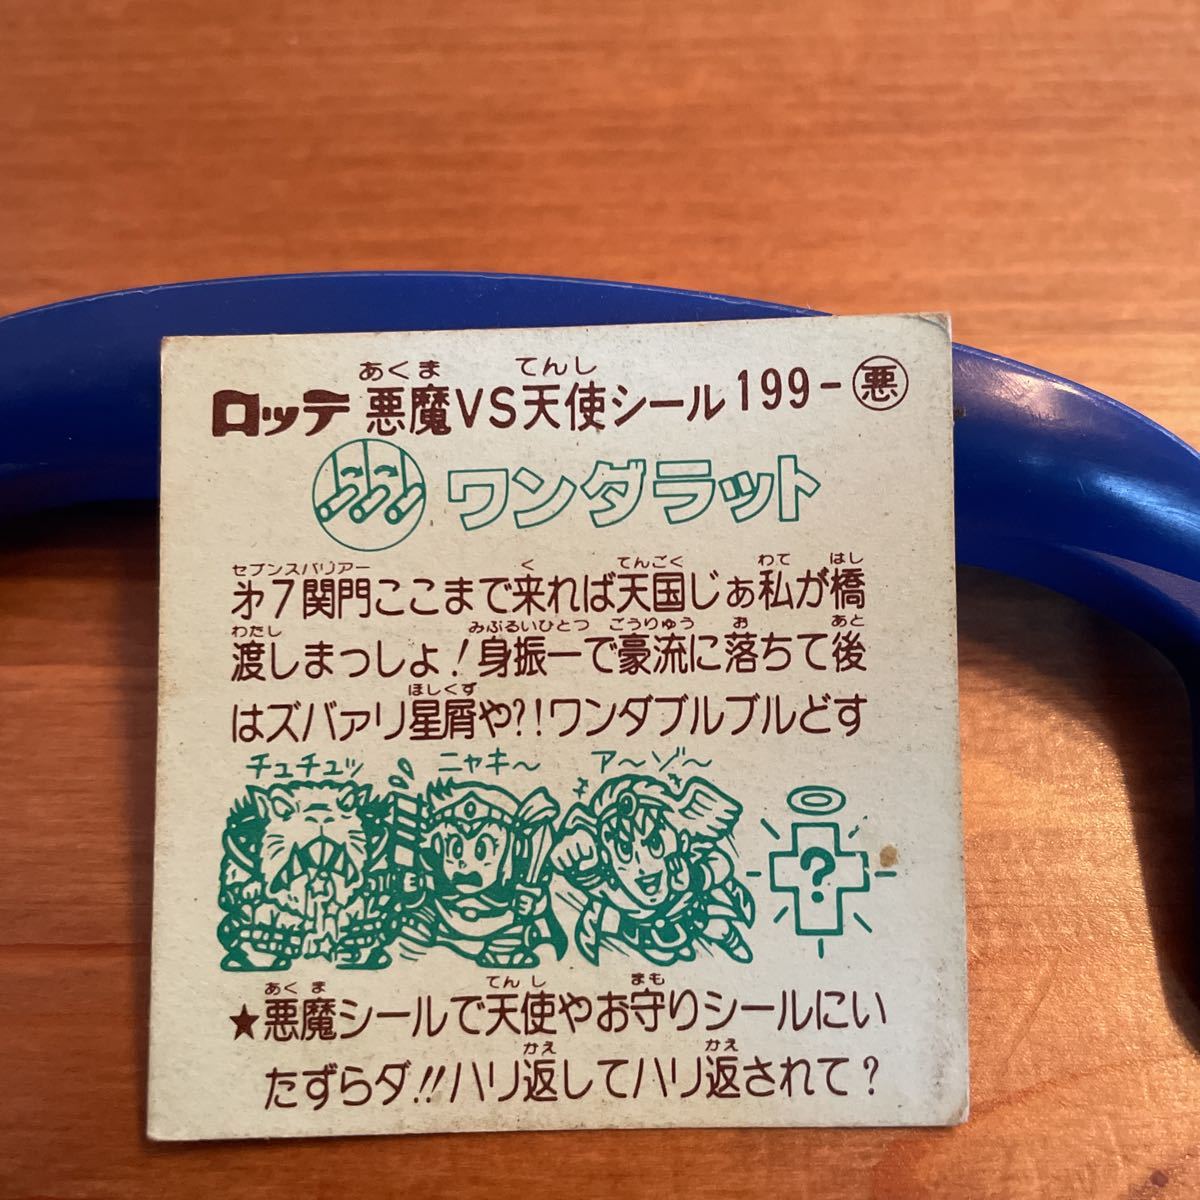 あくま てんし
ロッテ 悪魔VS天使シール 199-悪
ワンダラット
セブンスバリアー く てんごく わて はし
㐧7関門ここまで来れば天国じぁ私が橋
わたし みぶるいひとつ ごうりゅう お あと
渡しまっしょ!身振一で豪流に落ちて後
ほしくず
はズバァリ星屑や?!ワンダブルブルどす
チュチュッ ニャキ〜 ア〜ゾ〜
?
あくま てんし まも
★悪魔シールで天使やお守りシールにい
かえ かえ
たずらダ!!ハリ返してハリ返されて?